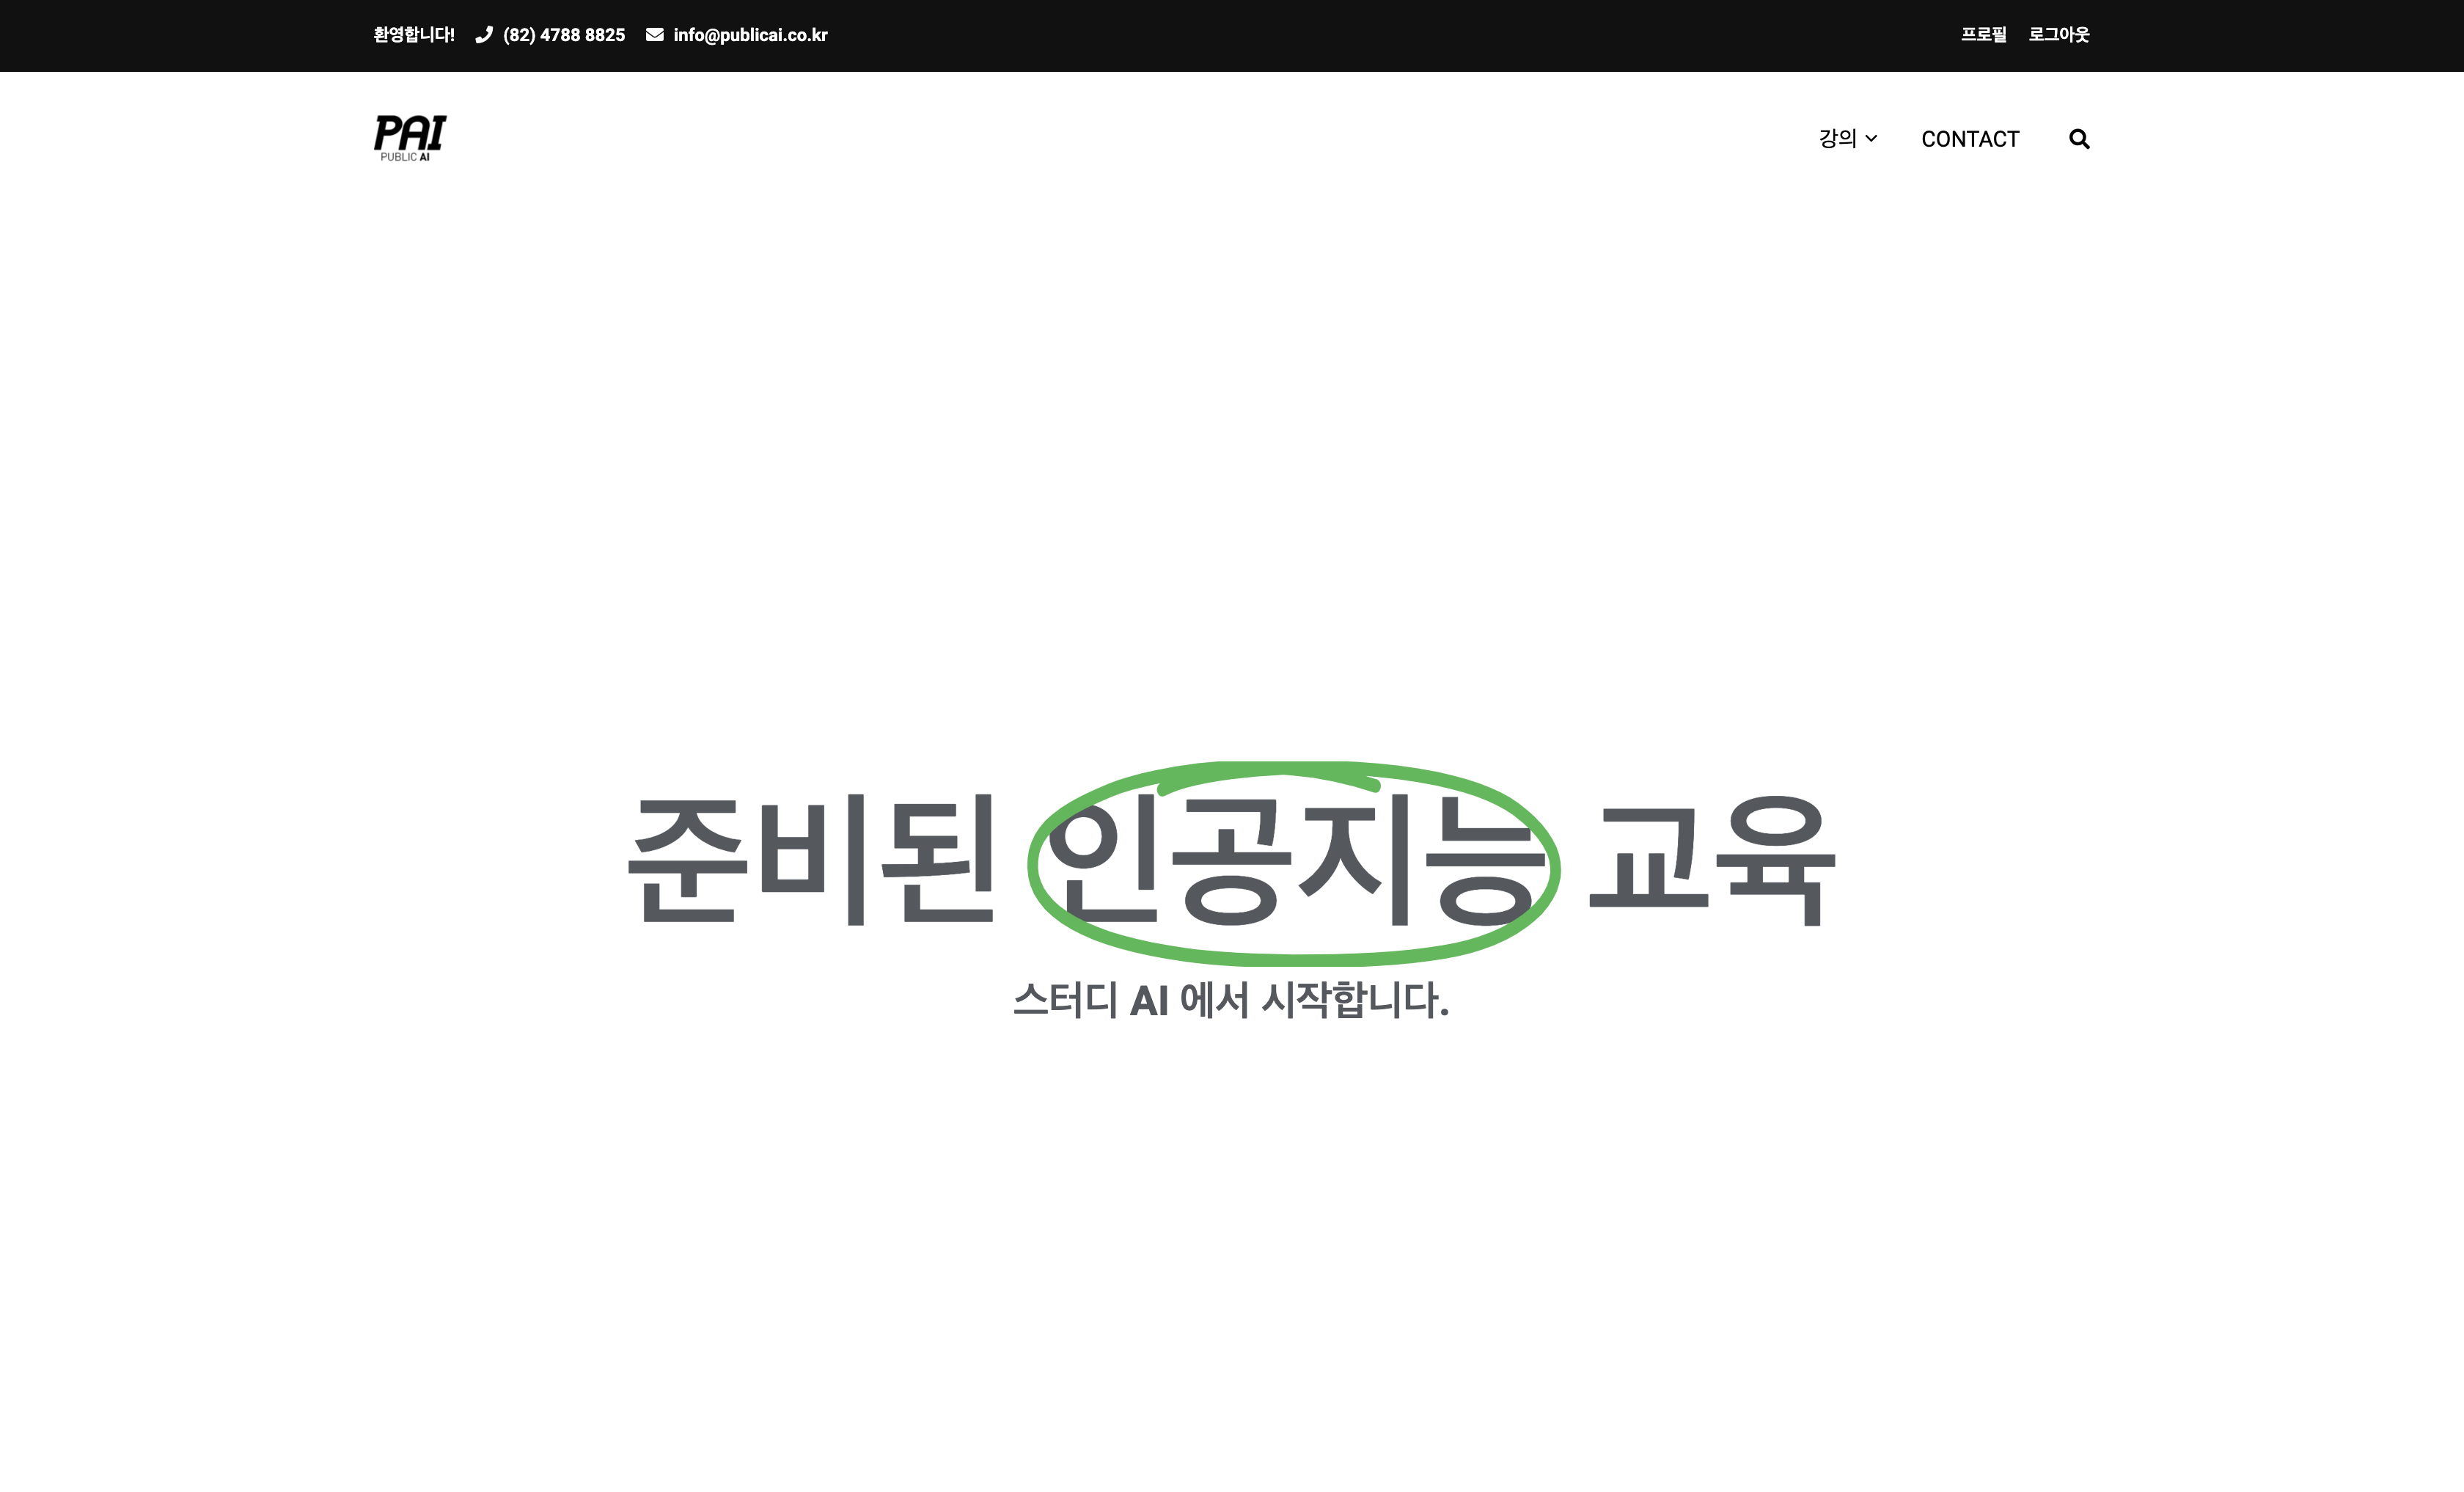 환영합니다! (82) 4788 8825 info@publicai.co.kr 프로필 로그아웃
PAI
PUBLIC AI
강의 CONTACT
준비된 인공지능 교육
스터디 AI 에서 시작합니다.